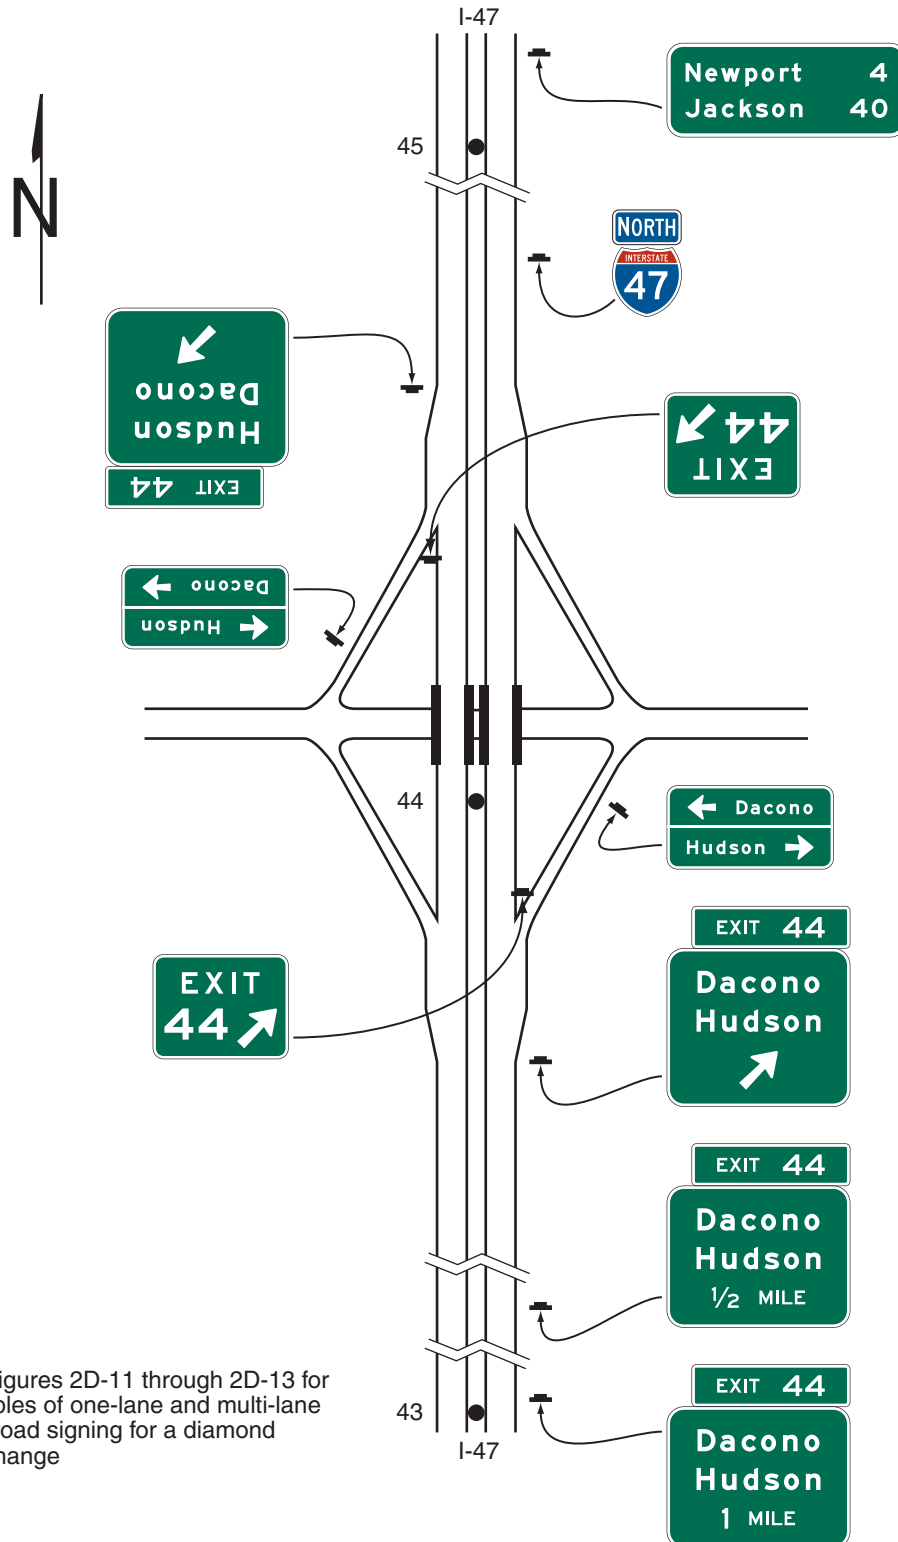 I-47
Newport 4
Jackson 40
45
N
NORTH
INTERSTATE
47
Hudson
Dacono
EXIT 44
EXIT
44
Dacono
Hudson
44
Dacono
Hudson
EXIT 44
Dacono
Hudson
EXIT
44
EXIT 44
Dacono
Hudson
1/2 MILE
igures 2D-11 through 2D-13 for
ples of one-lane and multi-lane
road signing for a diamond
hange
43
I-47
EXIT 44
Dacono
Hudson
1 MILE